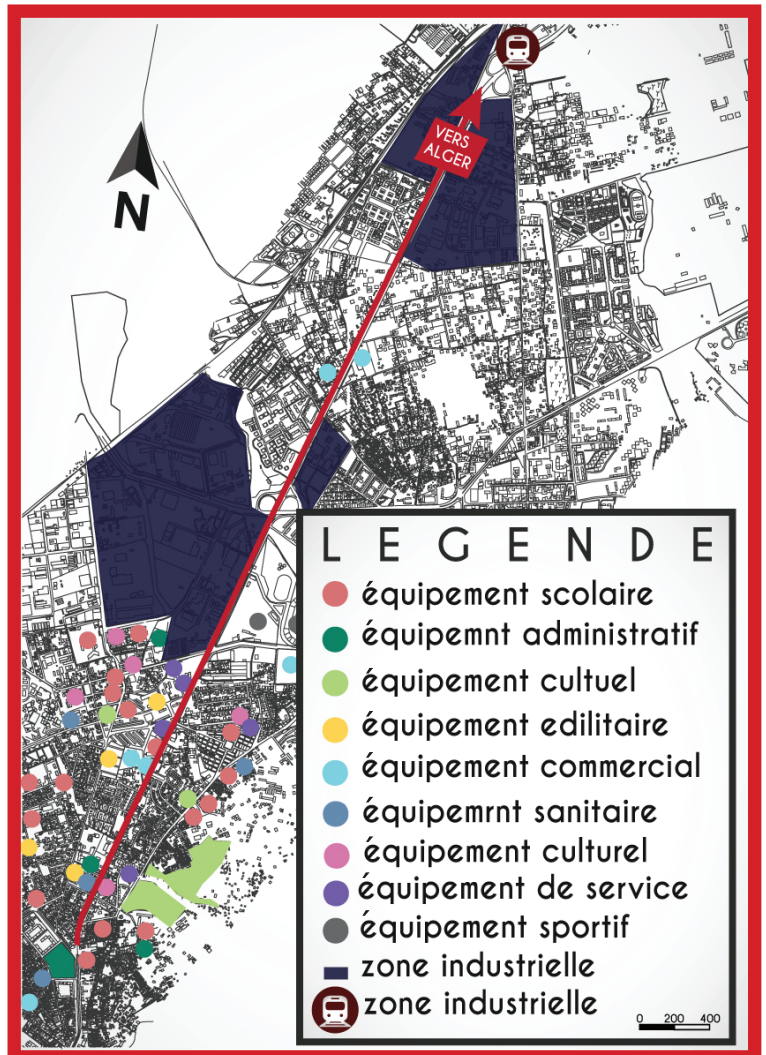 VERS
ALGER
N
LEGENDE
équipement scolaire
équipemnt administratif
équipement cultuel
équipement edilitaire
équipement commercial
équipemrnt sanitaire
équipement culturel
équipement de service
équipement sportif
zone industrielle
zone industrielle
0 200 400